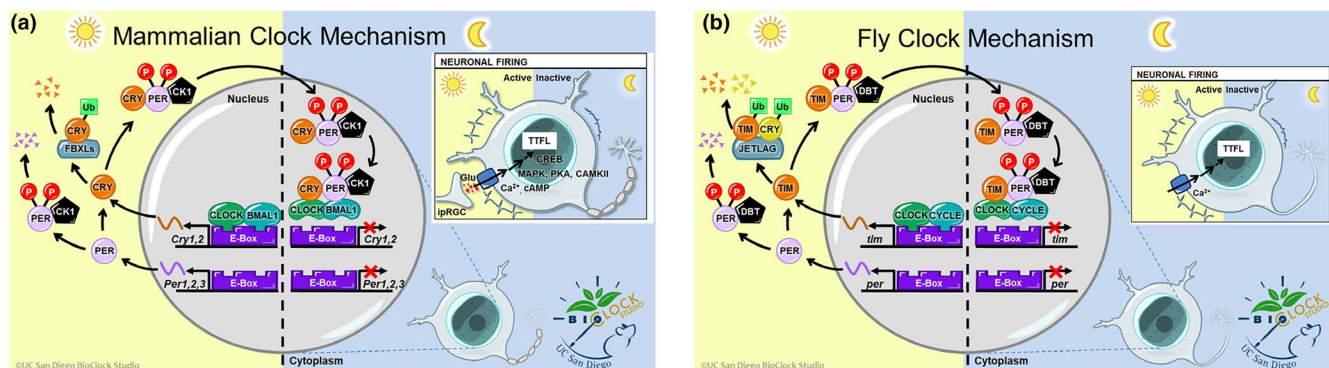 (a)
Mammalian Clock Mechanism
NEURONAL FIRING
Active Inactive
TTFL
CREB
MAPK, PKA, CAMKII
Glu
Ca2+, cAMP
ipRGC
P P
CRY PER CK1
Nucleus
Ub
CRY
FBXLs
P P
CRY PER CK1
CRY
P P
PER CK1
P P
CRY PER CK1
CLOCK BMAL1
CLOCK BMAL1
E-Box
E-Box
Cry1,2
Cry1,2
PER
E-Box
E-Box
Per1,2,3
Per1,2,3
Cytoplasm
BIOCLOCK
STUDIO
UC San Diego
©UC San Diego BioClock Studio
(b)
Fly Clock Mechanism
NEURONAL FIRING
Active Inactive
TTFL
Ca2+
P P
TIM PER DBT
Nucleus
Ub Ub
TIM CRY
JETLAG
P P
TIM PER DBT
TIM
P P
PER DBT
P P
TIM PER DBT
CLOCK CYCLE
CLOCK CYCLE
E-Box
E-Box
tim
tim
PER
E-Box
E-Box
per
per
Cytoplasm
BIOCLOCK
STUDIO
UC San Diego
©UC San Diego BioClock Studio